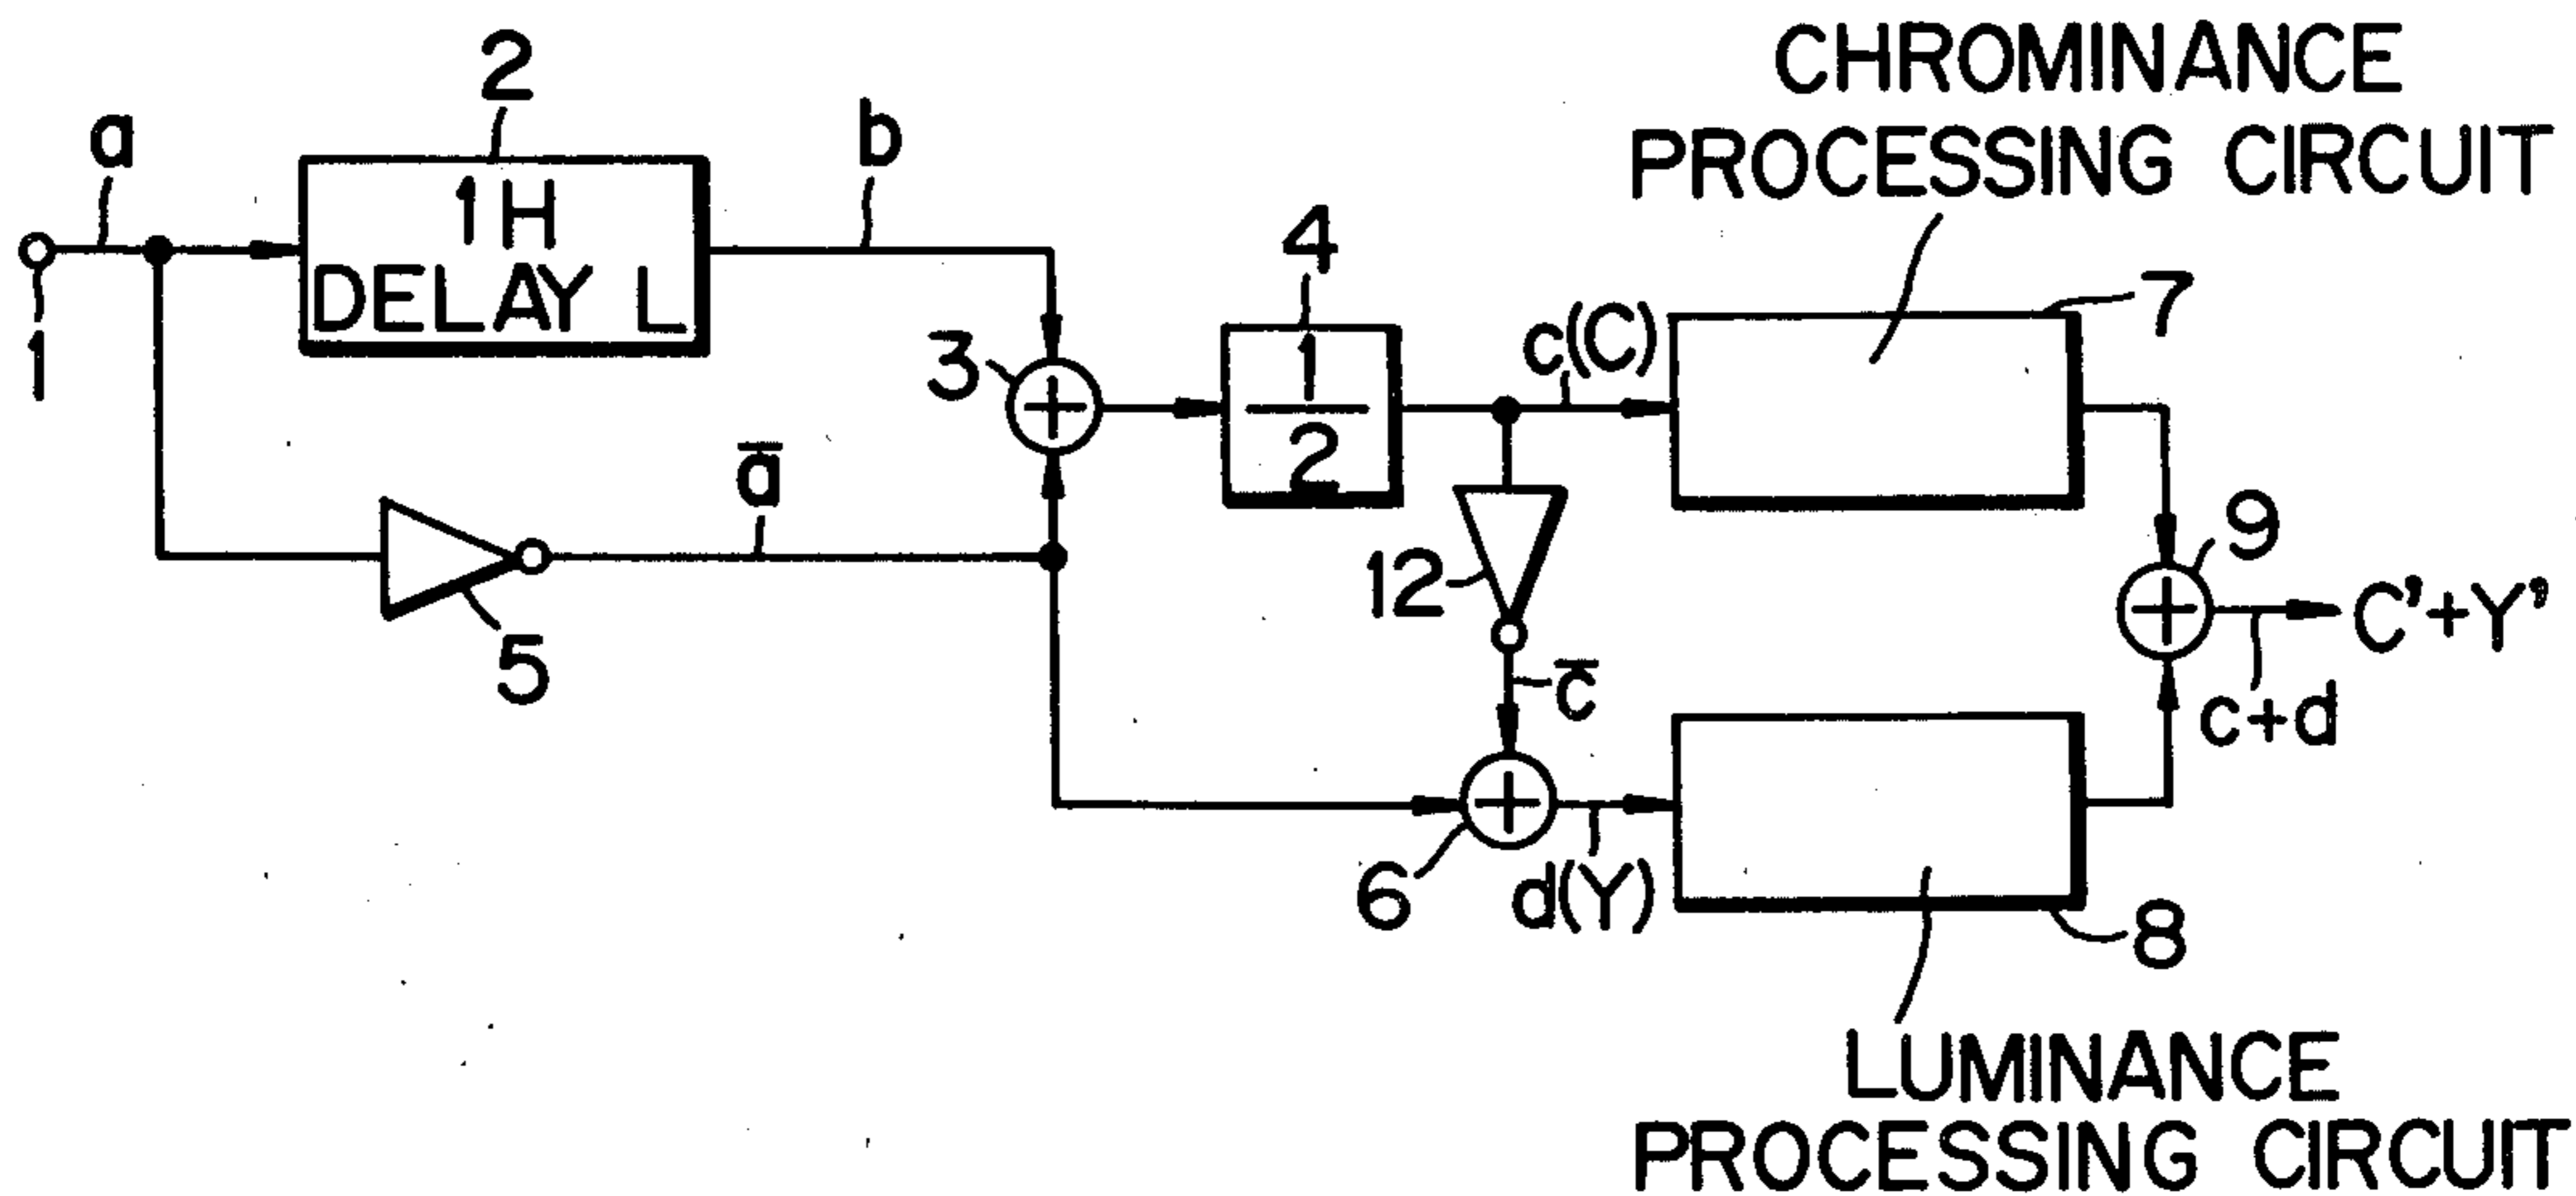 CHROMINANCE
PROCESSING CIRCUIT
2
a
1H
DELAY L
b
1
3
4
1
2
c(C)
7
a̅
5
12
c̅
9
C'+Y'
c+d
6
d(Y)
8
LUMINANCE
PROCESSING CIRCUIT